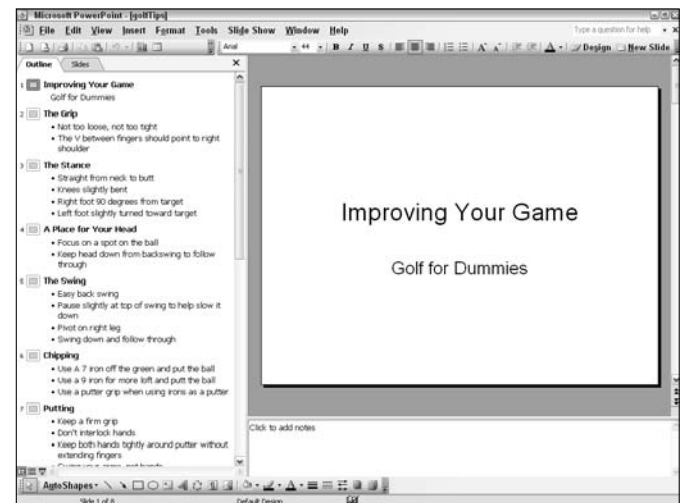 Microsoft PowerPoint - [golfTips]
File Edit View Insert Format Tools Slide Show Window Help
Type a question for help
Arial 44 B I U S A A A Design New Slide
Outline Slides
1 Improving Your Game
Golf for Dummies
2 The Grip
• Not too loose, not too tight
• The V between fingers should point to right
shoulder
3 The Stance
• Straight from neck to butt
• Knees slightly bent
• Right foot 90 degrees from target
• Left foot slightly turned toward target
4 A Place for Your Head
• Focus on a spot on the ball
• Keep head down from backswing to follow
through
5 The Swing
• Easy back swing
• Pause slightly at top of swing to help slow it
down
• Pivot on right leg
• Swing down and follow through
6 Chipping
• Use A 7 iron off the green and put the ball
• Use a 9 iron for more loft and putt the ball
• Use a putter grip when using irons as a putter
7 Putting
• Keep a firm grip
• Don't interlock hands
• Keep both hands tightly around putter without
extending fingers
Improving Your Game
Golf for Dummies
Click to add notes
AutoShapes
Slide 1 of 8 Default Design